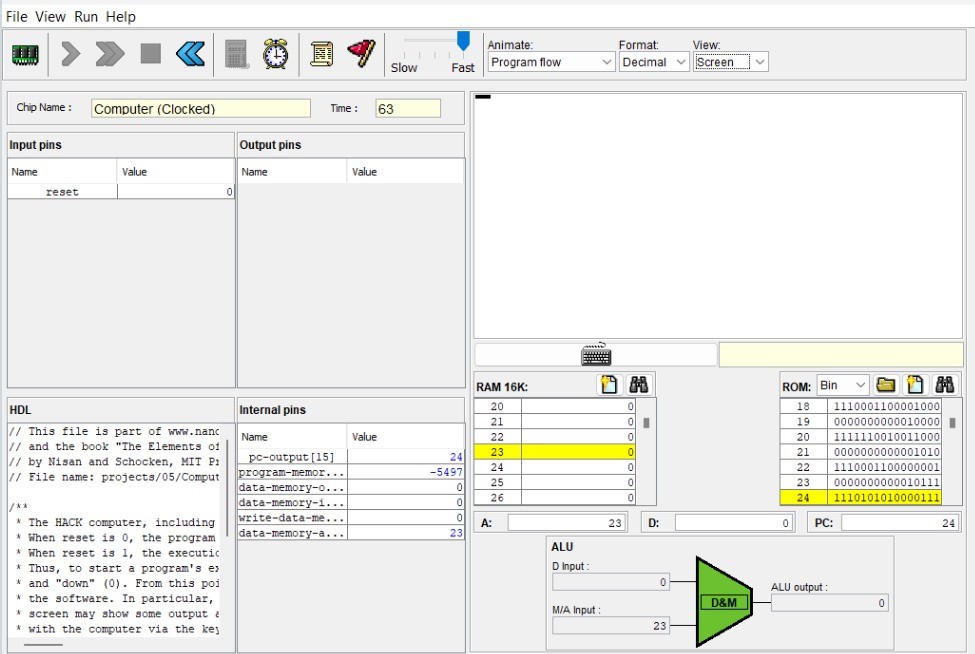 File View Run Help
Animate: Format: View:
Slow Fast Program flow Decimal Screen
Chip Name : Computer (Clocked) Time : 63
Input pins
Name Value
reset 0
Output pins
Name Value
HDL
// This file is part of www.nand
// and the book "The Elements of
// by Nisan and Schocken, MIT Pr
// File name: projects/05/Comput
/**
* The HACK computer, including
* When reset is 0, the program
* When reset is 1, the executio
* Thus, to start a program's ex
* and "down" (0). From this poi
* the software. In particular,
* screen may show some output a
* with the computer via the key
Internal pins
Name Value
pc-output[15] 24
program-memor... -5497
data-memory-o... 0
data-memory-i... 0
write-data-me... 0
data-memory-a... 23
RAM 16K:
20 0
21 0
22 0
23 0
24 0
25 0
26 0
ROM: Bin
18 1110001100001000
19 0000000000010000
20 1111110010011000
21 0000000000001010
22 1110001100000001
23 0000000000010111
24 1110101010000111
A: 23 D: 0 PC: 24
ALU
D Input :
0
M/A Input :
23
D&M
ALU output :
0